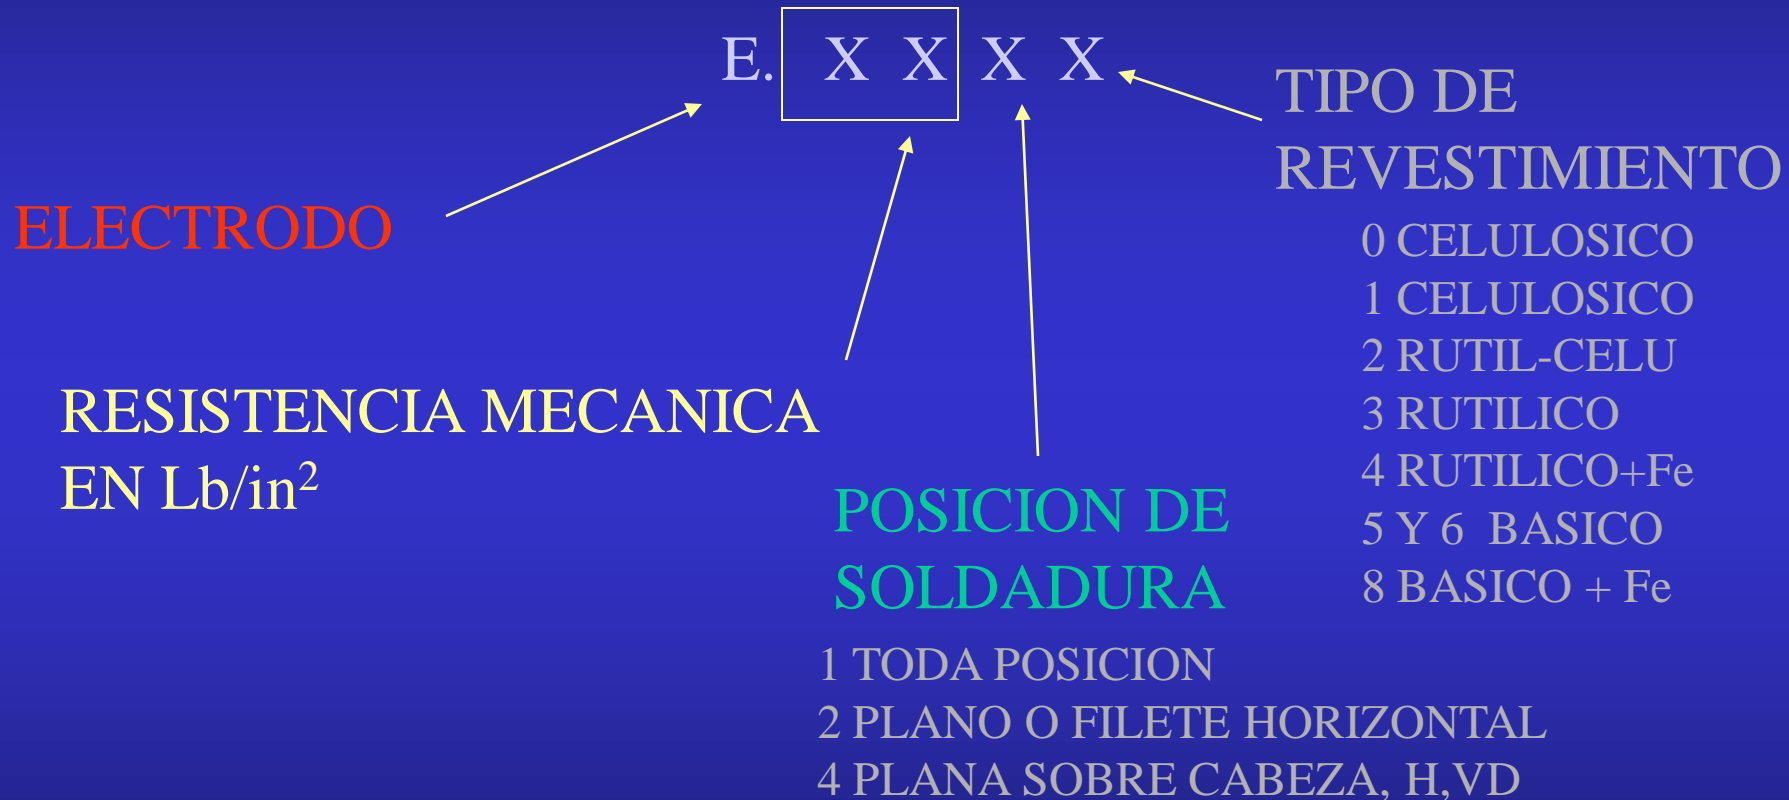 E. X X X X
TIPO DE
REVESTIMIENTO
ELECTRODO
0 CELULOSICO
1 CELULOSICO
2 RUTIL-CELU
3 RUTILICO
4 RUTILICO+Fe
5 Y 6 BASICO
8 BASICO + Fe
RESISTENCIA MECANICA
EN Lb/in²
POSICION DE
SOLDADURA
1 TODA POSICION
2 PLANO O FILETE HORIZONTAL
4 PLANA SOBRE CABEZA, H,VD